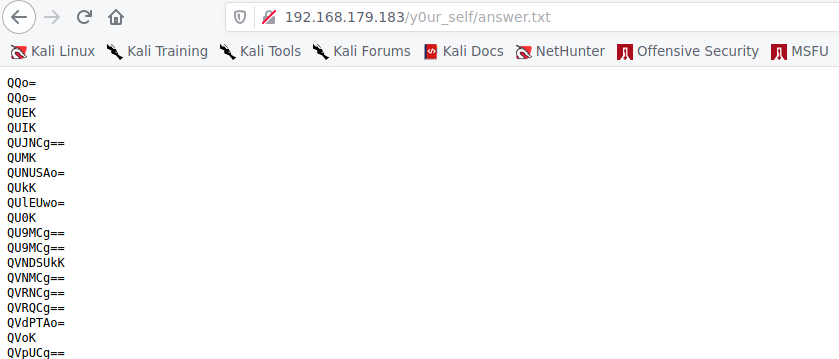 192.168.179.183/y0ur_self/answer.txt
Kali Linux Kali Training Kali Tools Kali Forums Kali Docs NetHunter Offensive Security MSFU
QQo=
QQo=
QUEK
QUIK
QUJNCg==
QUMK
QUNUSAo=
QUkK
QUlEUwo=
QU0K
QU9MCg==
QU9MCg==
QVNDSUkK
QVNMCg==
QVRNCg==
QVRQCg==
QVdPTAo=
QVoK
QVpUCg==